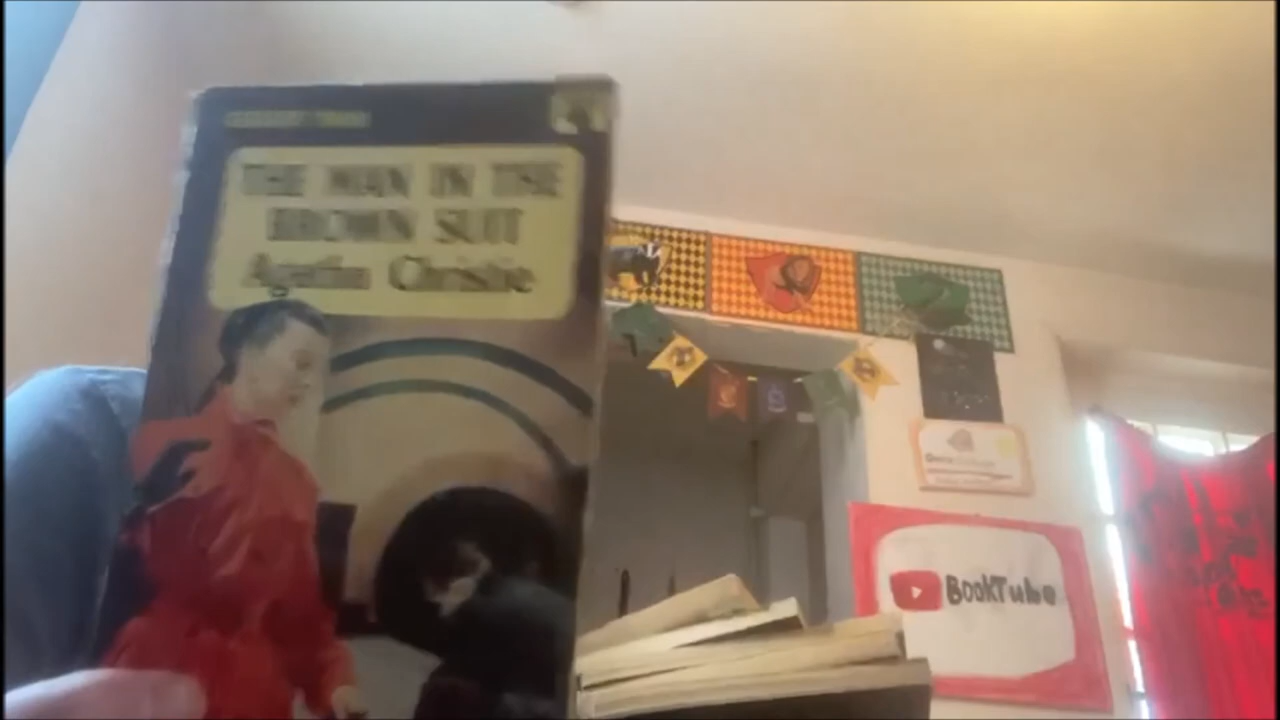 THE MAN IN THE
BROWN SUIT
Agatha Christie
BookTube